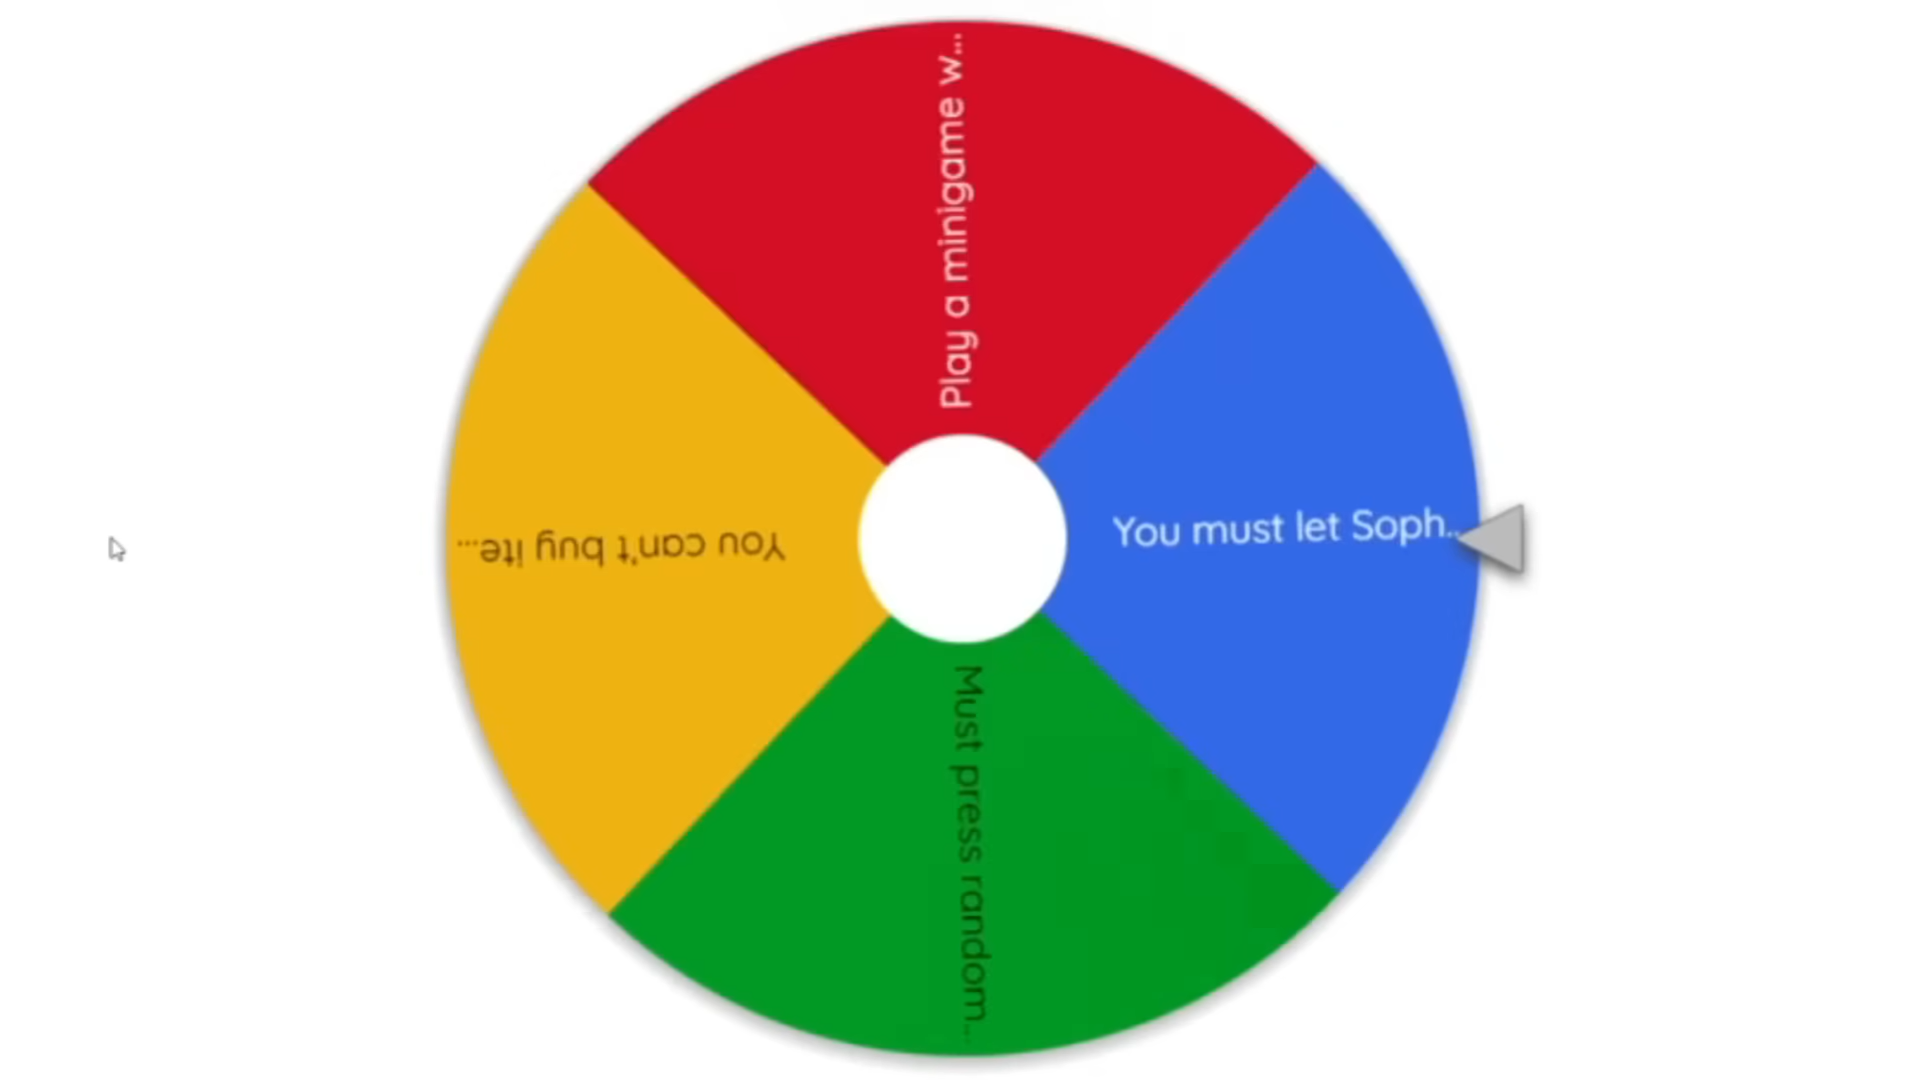 Play a minigame w...
You must let Soph..
You can't buy ite...
Must press random...